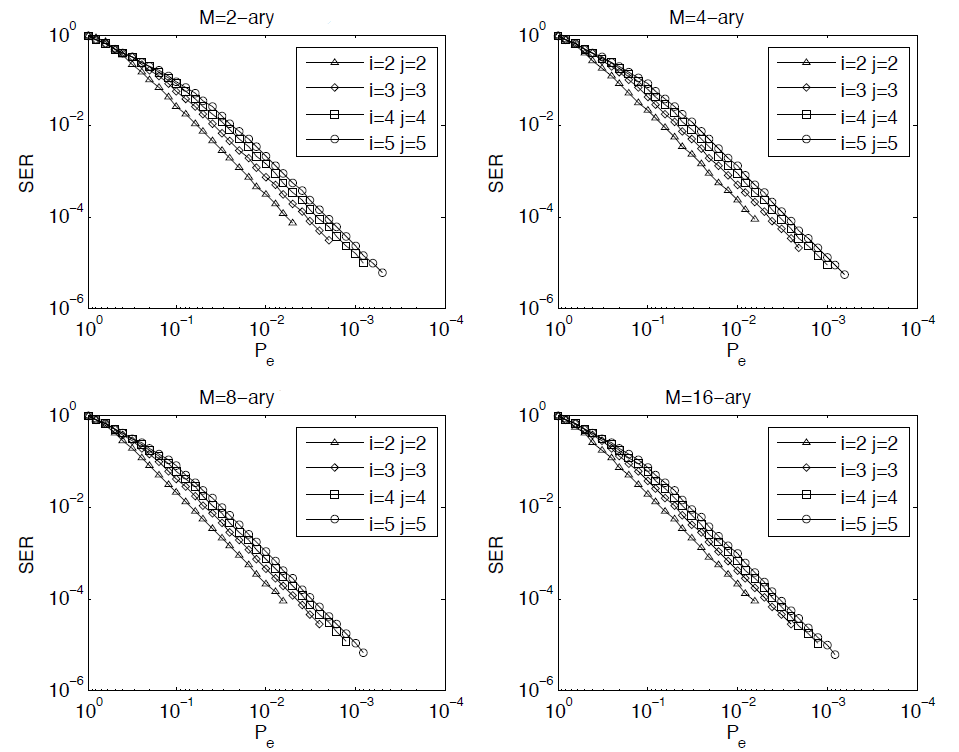 M=2-ary
10^0
10^-2
10^-4
10^-6
SER
i=2 j=2
i=3 j=3
i=4 j=4
i=5 j=5
10^0 10^-1 10^-2 10^-3 10^-4
P_e
M=4-ary
10^0
10^-2
10^-4
10^-6
SER
i=2 j=2
i=3 j=3
i=4 j=4
i=5 j=5
10^0 10^-1 10^-2 10^-3 10^-4
P_e
M=8-ary
10^0
10^-2
10^-4
10^-6
SER
i=2 j=2
i=3 j=3
i=4 j=4
i=5 j=5
10^0 10^-1 10^-2 10^-3 10^-4
P_e
M=16-ary
10^0
10^-2
10^-4
10^-6
SER
i=2 j=2
i=3 j=3
i=4 j=4
i=5 j=5
10^0 10^-1 10^-2 10^-3 10^-4
P_e